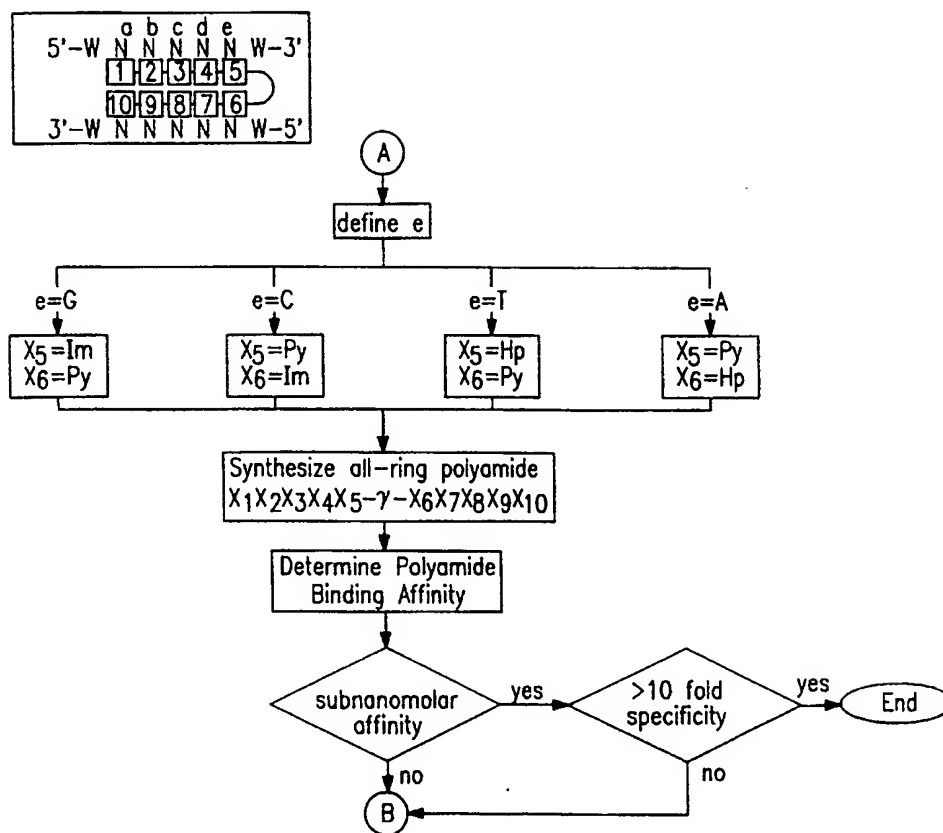 a b c d e
5'-W N N N N N W-3'
1 2 3 4 5
10 9 8 7 6
3'-W N N N N N W-5'
A
define e
e=G e=C e=T e=A
X5=Im
X6=Py
X5=Py
X6=Im
X5=Hp
X6=Py
X5=Py
X6=Hp
Synthesize all-ring polyamide
X1X2X3X4X5-γ-X6X7X8X9X10
Determine Polyamide
Binding Affinity
subnanomolar
affinity
yes
>10 fold
specificity
yes
End
no
no
B